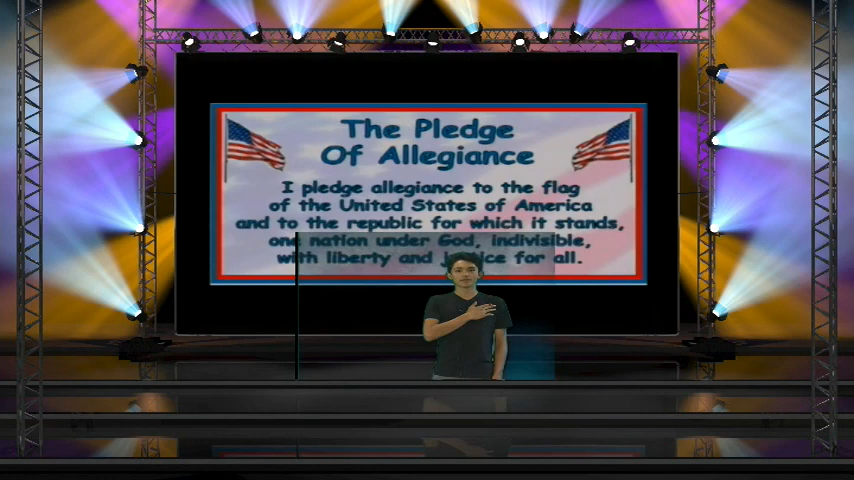 The Pledge
Of Allegiance
I pledge allegiance to the flag
of the United States of America
and to the republic for which it stands,
one nation under God, indivisible,
with liberty and justice for all.